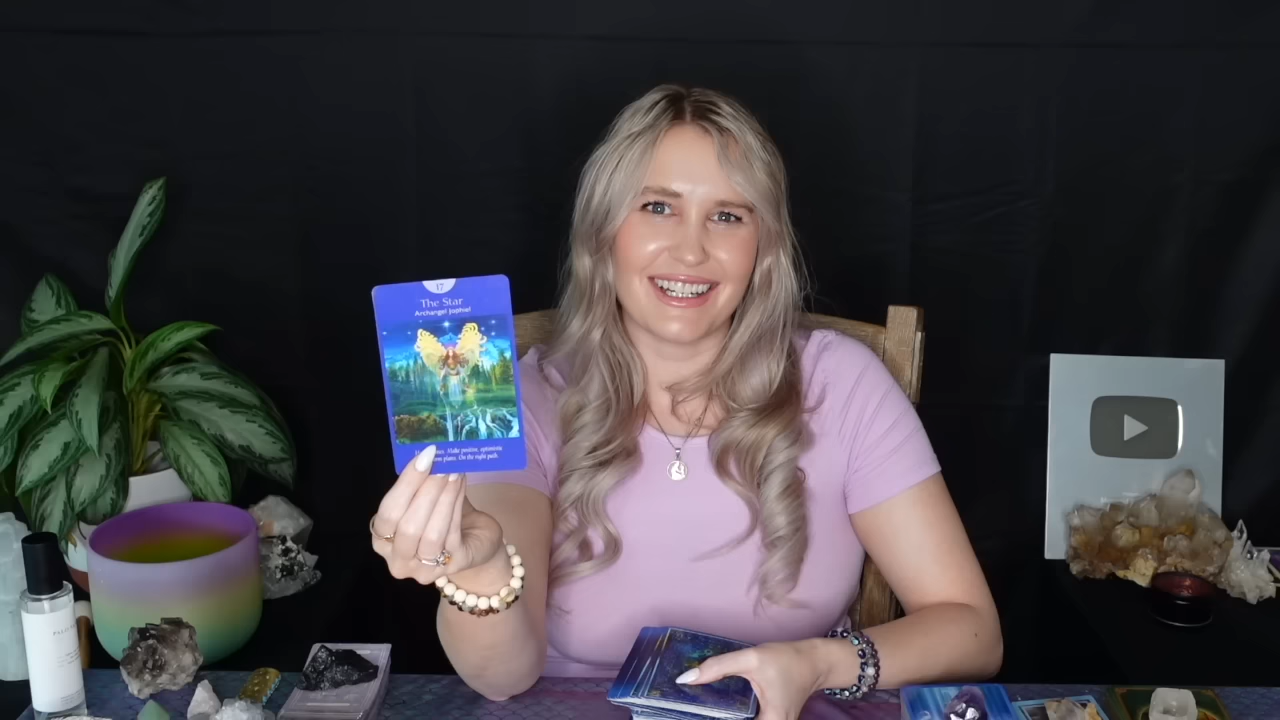 17
The Star
Archangel Jophiel
Make positive, optimistic
plans. On the right path.